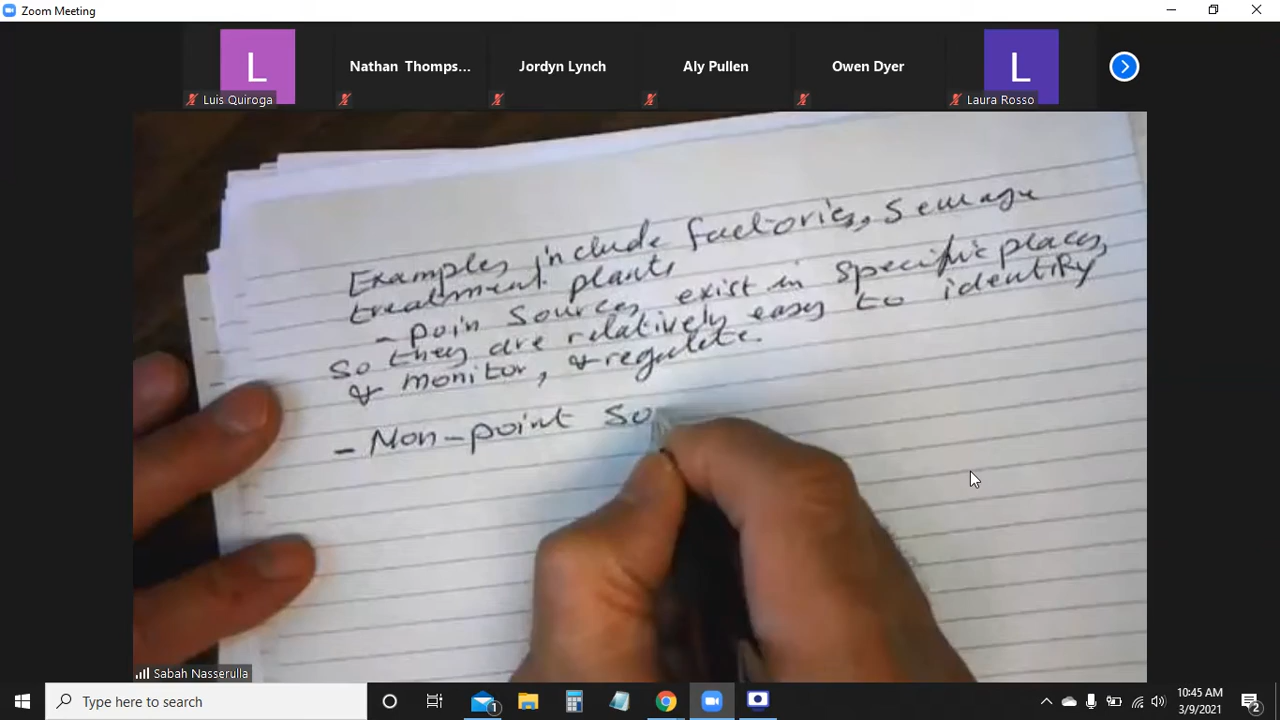 Zoom Meeting
L
Nathan Thomps...
Jordyn Lynch
Aly Pullen
Owen Dyer
L
Luis Quiroga
Laura Rosso
Examples include factories, sewage
treatment plants
- poin sources exist in specific places,
so they are relatively easy to identify
& monitor, & regulate.
- Non-point So
Sabah Nasserulla
Type here to search
1
10:45 AM
3/9/2021
2